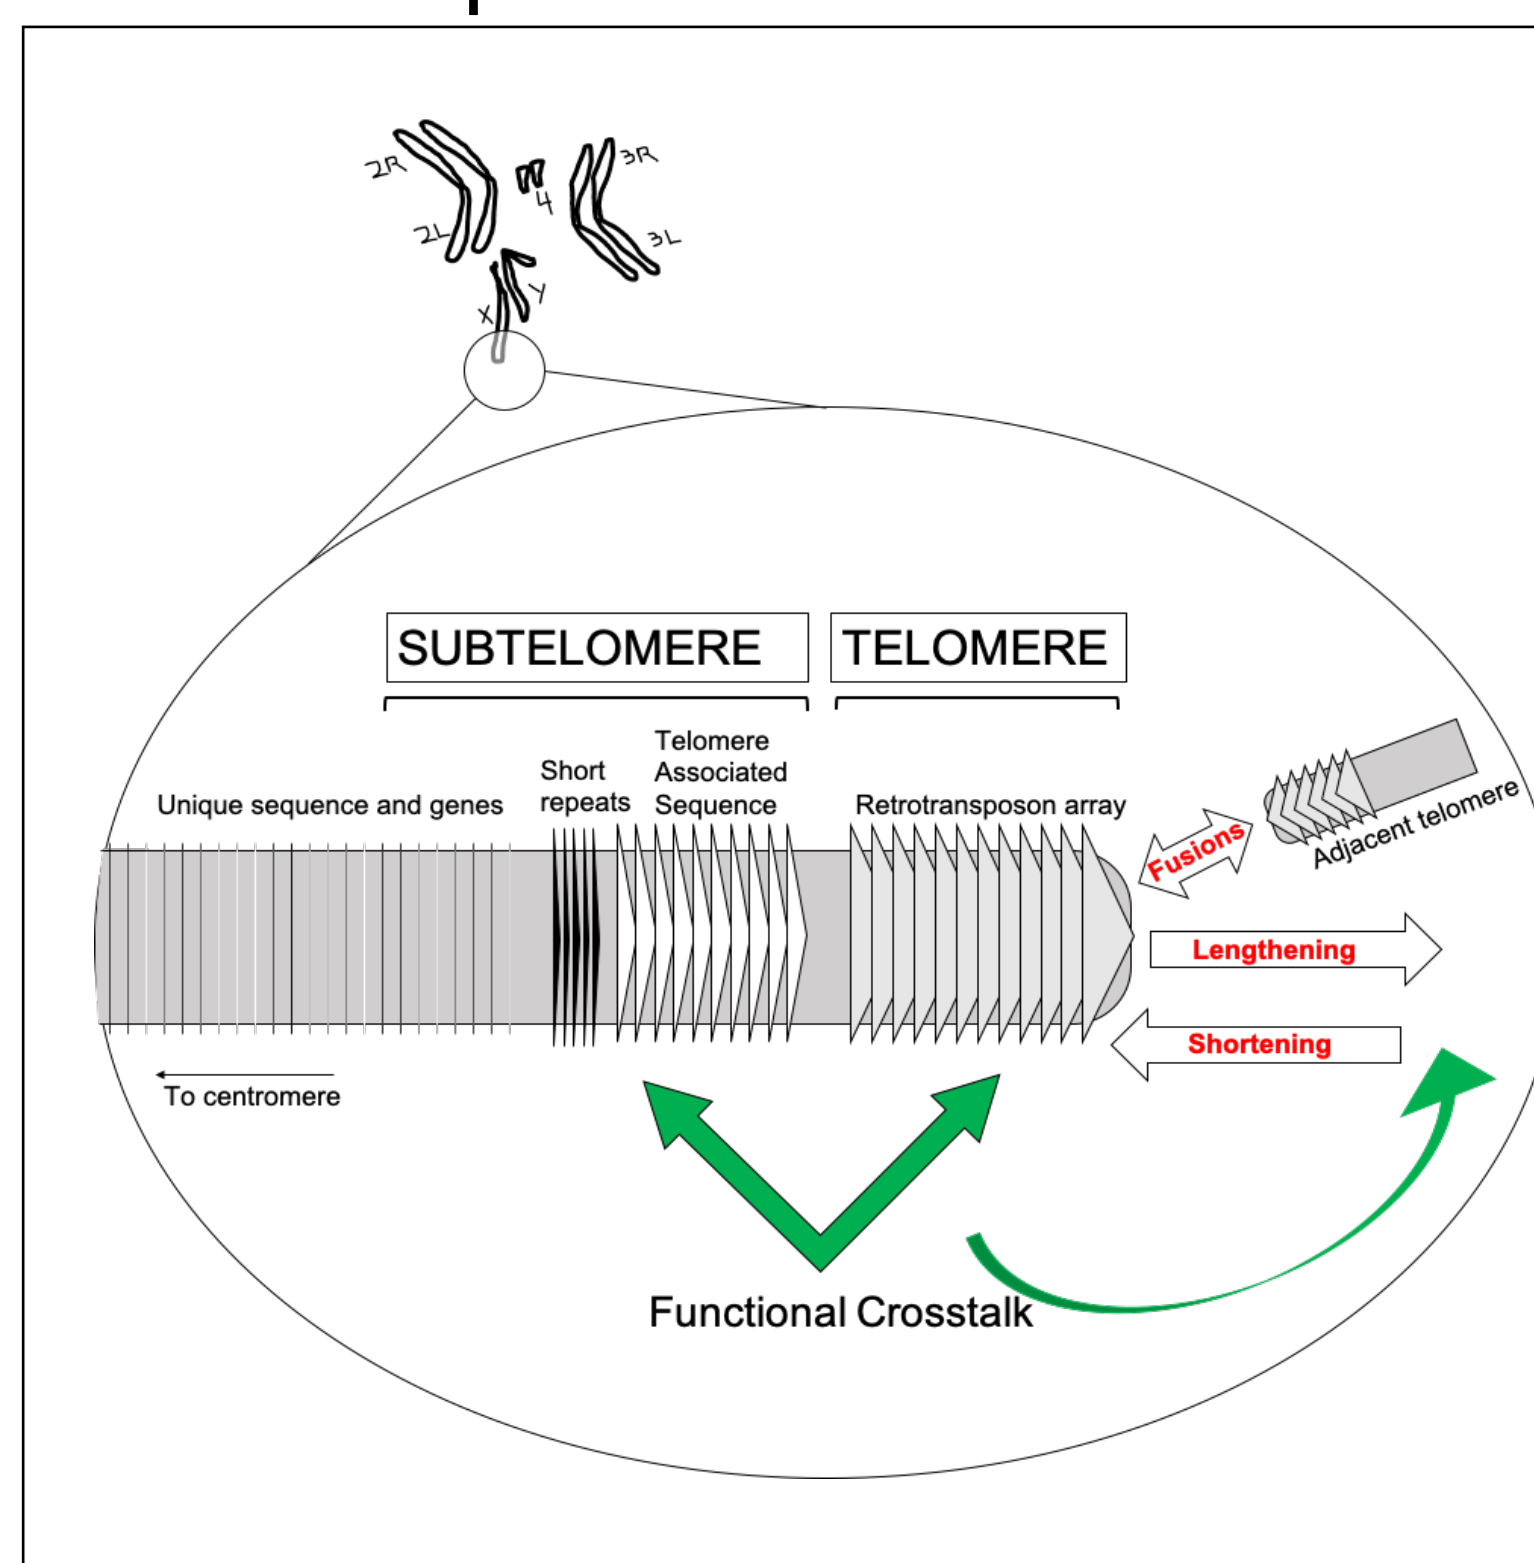 2R
3R
4
2L
3L
X
Y
SUBTELOMERE
TELOMERE
Telomere
Associated
Sequence
Short
repeats
Unique sequence and genes
Retrotransposon array
Fusions
Adjacent telomere
Lengthening
Shortening
To centromere
Functional Crosstalk